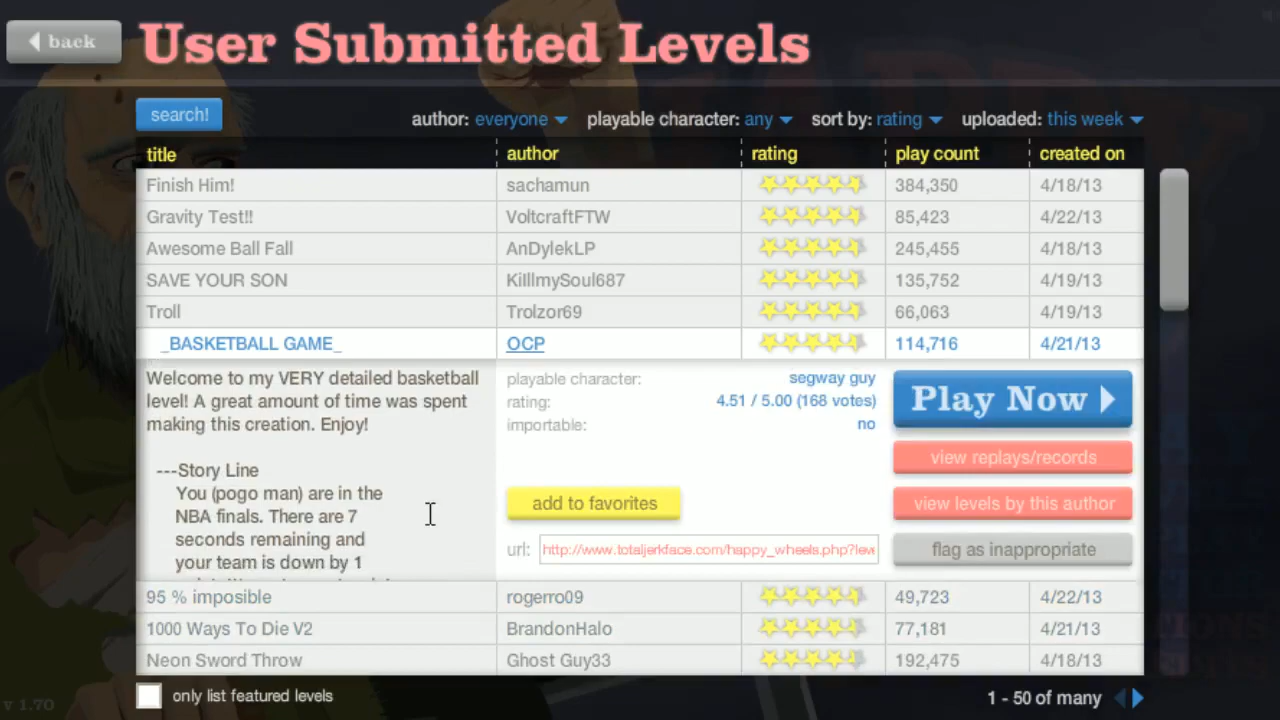 back
User Submitted Levels
search!
author: everyone playable character: any sort by: rating uploaded: this week
title author rating play count created on
Finish Him! sachamun 384,350 4/18/13
Gravity Test!! VoltcraftFTW 85,423 4/22/13
Awesome Ball Fall AnDylekLP 245,455 4/18/13
SAVE YOUR SON KilllmySoul687 135,752 4/19/13
Troll Trolzor69 66,063 4/19/13
_BASKETBALL GAME_ OCP 114,716 4/21/13
Welcome to my VERY detailed basketball
level! A great amount of time was spent
making this creation. Enjoy!
---Story Line
You (pogo man) are in the
NBA finals. There are 7
seconds remaining and
your team is down by 1
playable character: segway guy
rating: 4.51 / 5.00 (168 votes)
importable: no
add to favorites
url: http://www.totaljerkface.com/happy_wheels.php?lev
Play Now
view replays/records
view levels by this author
flag as inappropriate
95 % imposible rogerro09 49,723 4/22/13
1000 Ways To Die V2 BrandonHalo 77,181 4/21/13
Neon Sword Throw Ghost Guy33 192,475 4/18/13
only list featured levels
1 - 50 of many
v 1.70